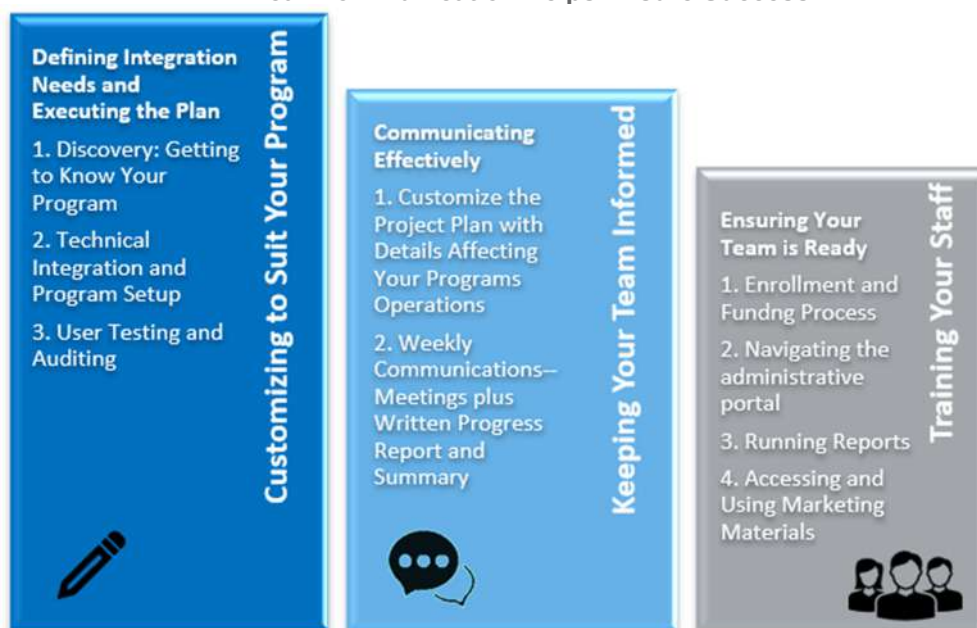 Defining Integration
Needs and
Executing the Plan
1. Discovery: Getting
to Know Your
Program
2. Technical
Integration and
Program Setup
3. User Testing and
Auditing
Customizing to Suit Your Program
Communicating
Effectively
1. Customize the
Project Plan with
Details Affecting
Your Programs
Operations
2. Weekly
Communications—
Meetings plus
Written Progress
Report and
Summary
Keeping Your Team Informed
Ensuring Your
Team is Ready
1. Enrollment and
Fundng Process
2. Navigating the
administrative
portal
3. Running Reports
4. Accessing and
Using Marketing
Materials
Training Your Staff